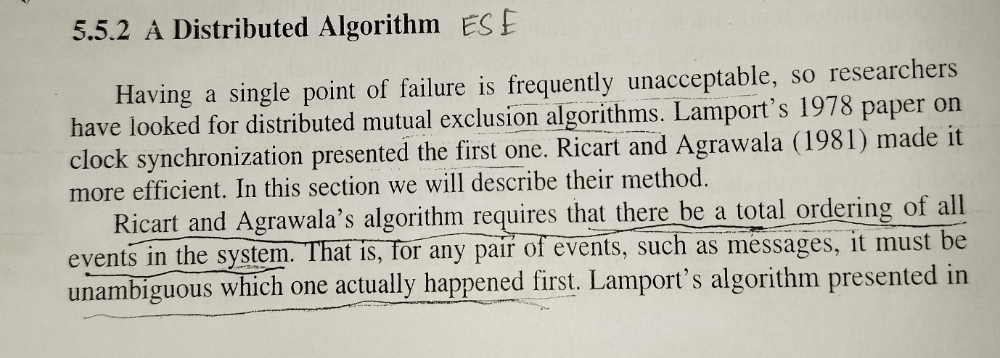 5.5.2 A Distributed Algorithm ESE
Having a single point of failure is frequently unacceptable, so researchers
have looked for distributed mutual exclusion algorithms. Lamport's 1978 paper on
clock synchronization presented the first one. Ricart and Agrawala (1981) made it
more efficient. In this section we will describe their method.
Ricart and Agrawala's algorithm requires that there be a total ordering of all
events in the system. That is, for any pair of events, such as messages, it must be
unambiguous which one actually happened first. Lamport's algorithm presented in